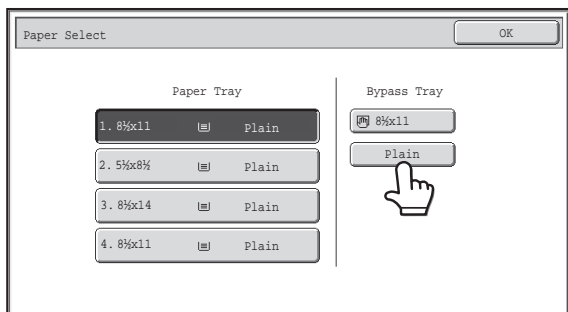 Paper Select OK
Paper Tray
1. 8½x11 Plain
2. 5½x8½ Plain
3. 8½x14 Plain
4. 8½x11 Plain
Bypass Tray
8½x11
Plain